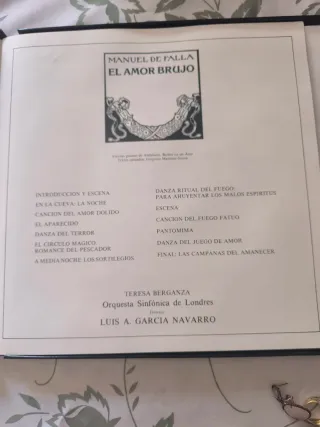 MANUEL DE FALLA
EL AMOR BRUJO
INTRODUCCION Y ESCENA
EN LA CUEVA: LA NOCHE
CANCION DEL AMOR DOLIDO
EL APARECIDO
DANZA DEL TERROR
EL CIRCULO MAGICO
ROMANCE DEL PESCADOR
A MEDIA NOCHE: LOS SORTILEGIOS
DANZA RITUAL DEL FUEGO:
PARA AHUYENTAR LOS MALOS ESPIRITUS
ESCENA
CANCION DEL FUEGO FATUO
PANTOMIMA
DANZA DEL JUEGO DE AMOR
FINAL: LAS CAMPANAS DEL AMANECER
TERESA BERGANZA
Orquesta Sinfónica de Londres
Director
LUIS A. GARCIA NAVARRO